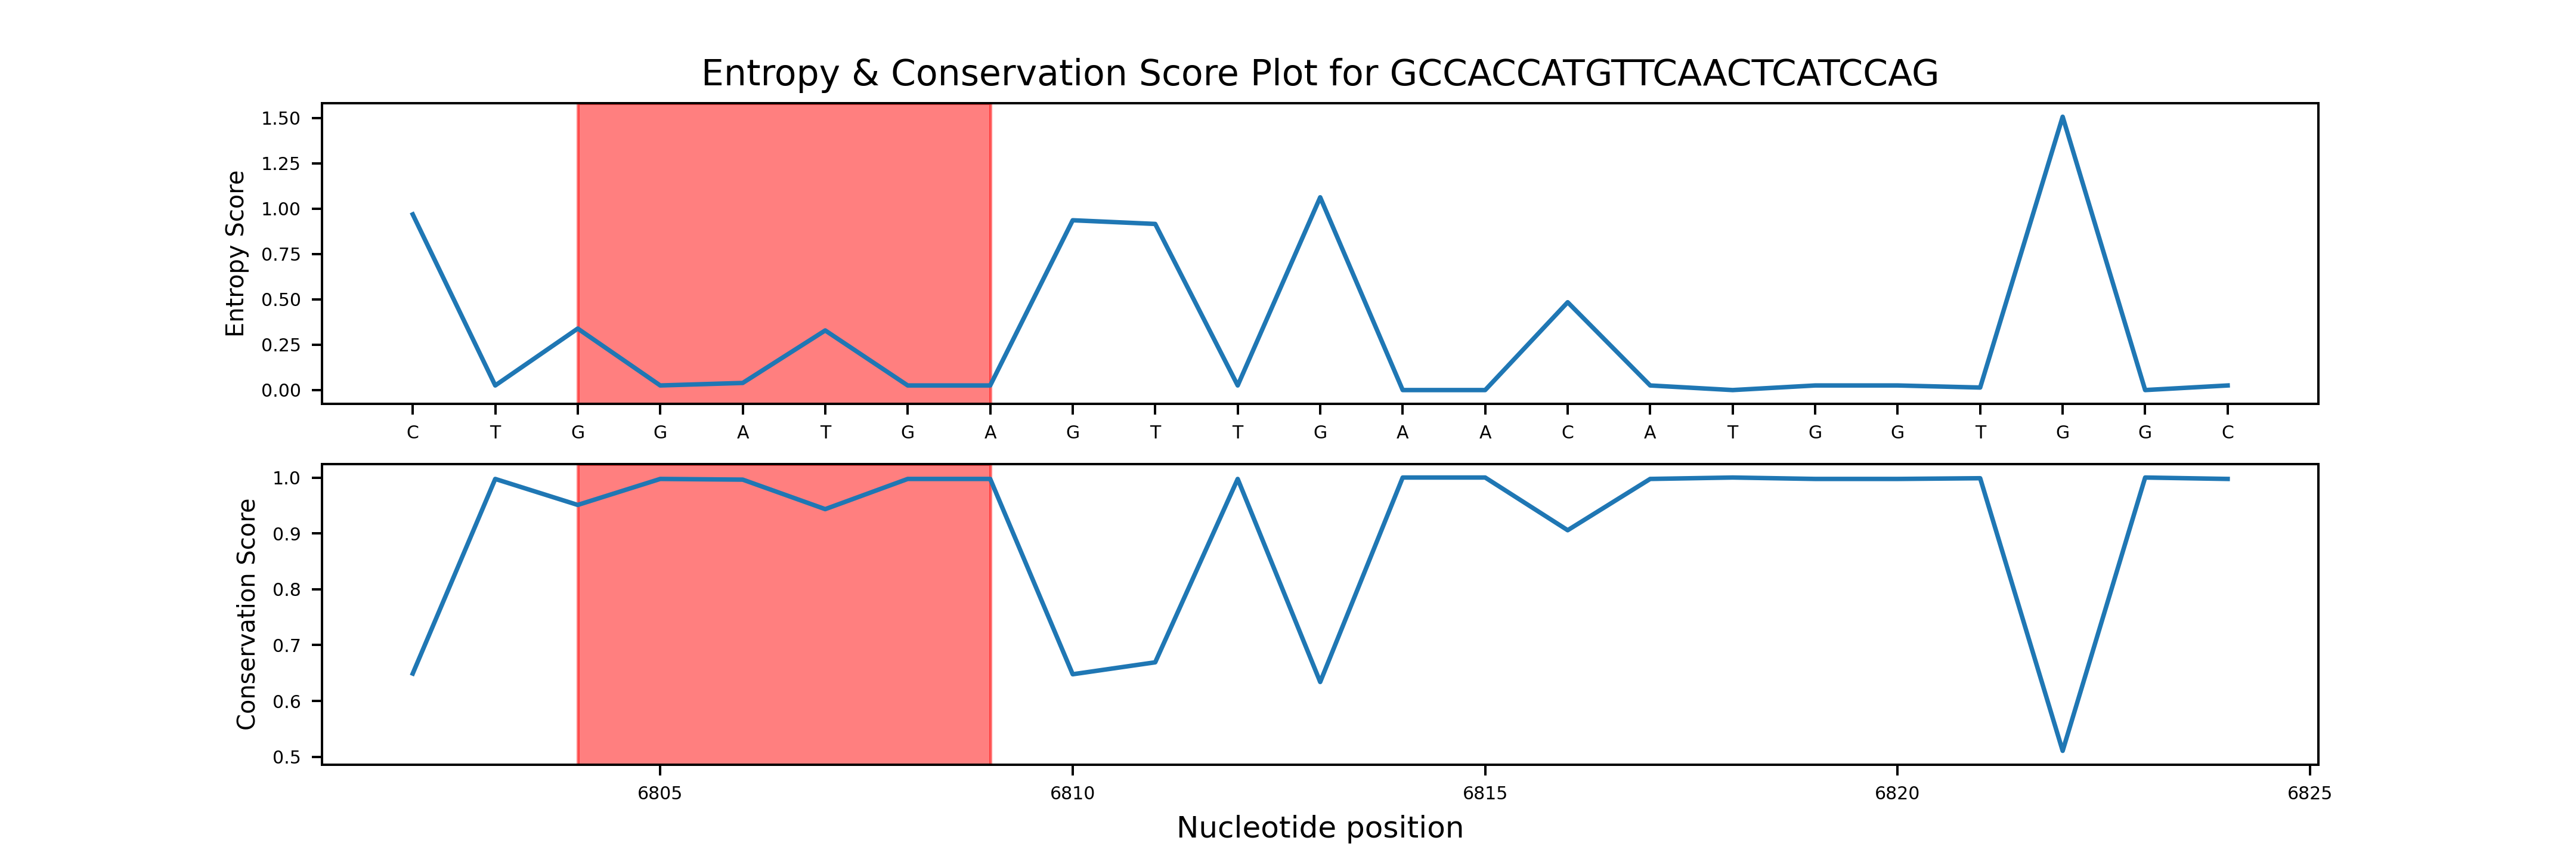 Entropy & Conservation Score Plot for GCCACCATGTTCAACTCATCCAG
Entropy Score
1.50
1.25
1.00
0.75
0.50
0.25
0.00
C T G G A T G A G T T G A A C A T G G T G G C
Conservation Score
1.0
0.9
0.8
0.7
0.6
0.5
6805 6810 6815 6820 6825
Nucleotide position